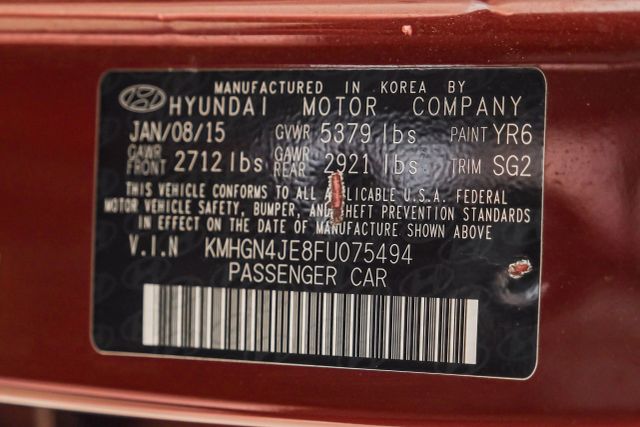 MANUFACTURED IN KOREA BY
HYUNDAI MOTOR COMPANY
JAN/08/15 GVWR 5379 lbs PAINT YR6
GAWR FRONT 2712 lbs GAWR REAR 2921 lbs TRIM SG2
THIS VEHICLE CONFORMS TO ALL A LICABLE U.S.A. FEDERAL
MOTOR VEHICLE SAFETY, BUMPER, AND THEFT PREVENTION STANDARDS
IN EFFECT ON THE DATE OF MANUFACTURE SHOWN ABOVE
V.I.N KMHGN4JE8FU075494
PASSENGER CAR